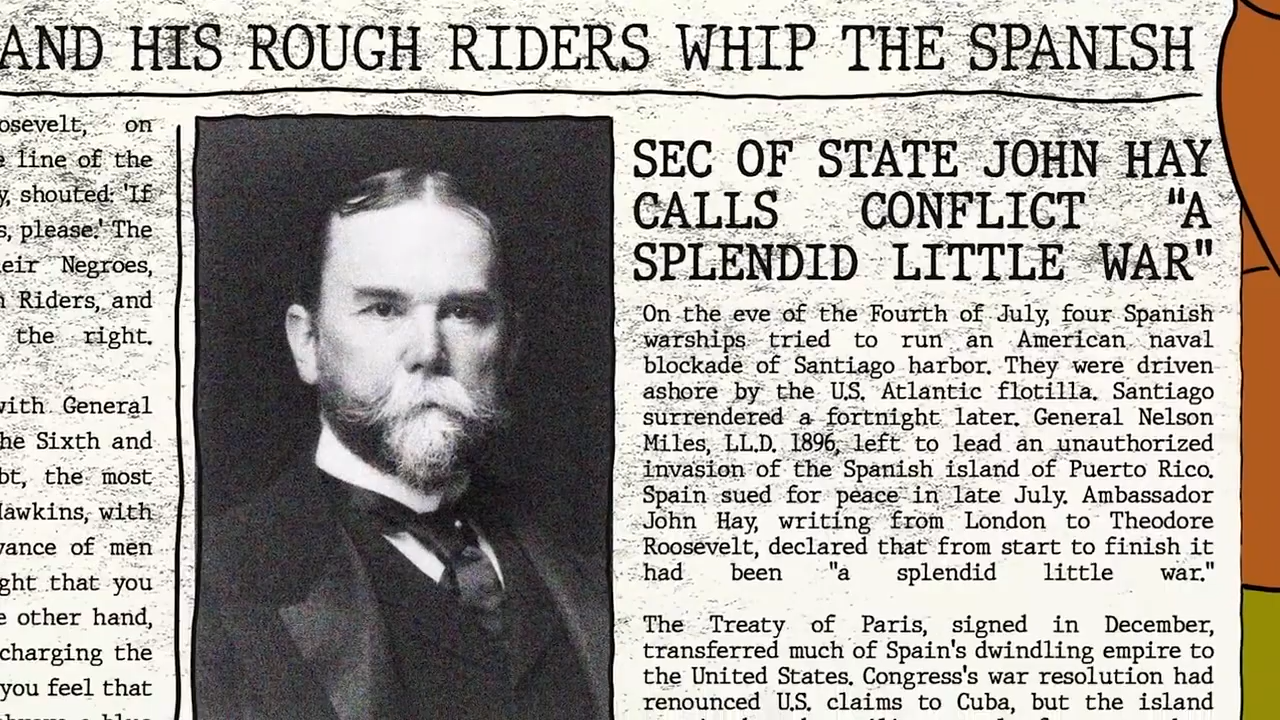 AND HIS ROUGH RIDERS WHIP THE SPANISH
on
line of the
shouted: 'If
please.' The
Negroes,
Riders, and
the right.
with General
the Sixth and
the most
with
of men
that you
other hand,
charging the
you feel that
SEC OF STATE JOHN HAY
CALLS CONFLICT "A
SPLENDID LITTLE WAR"
On the eve of the Fourth of July, four Spanish
warships tried to run an American naval
blockade of Santiago harbor. They were driven
ashore by the U.S. Atlantic flotilla. Santiago
surrendered a fortnight later. General Nelson
Miles, LL.D. 1896, left to lead an unauthorized
invasion of the Spanish island of Puerto Rico.
Spain sued for peace in late July. Ambassador
John Hay, writing from London to Theodore
Roosevelt, declared that from start to finish it
had been "a splendid little war."
The Treaty of Paris, signed in December,
transferred much of Spain's dwindling empire to
the United States. Congress's war resolution had
renounced U.S. claims to Cuba, but the island